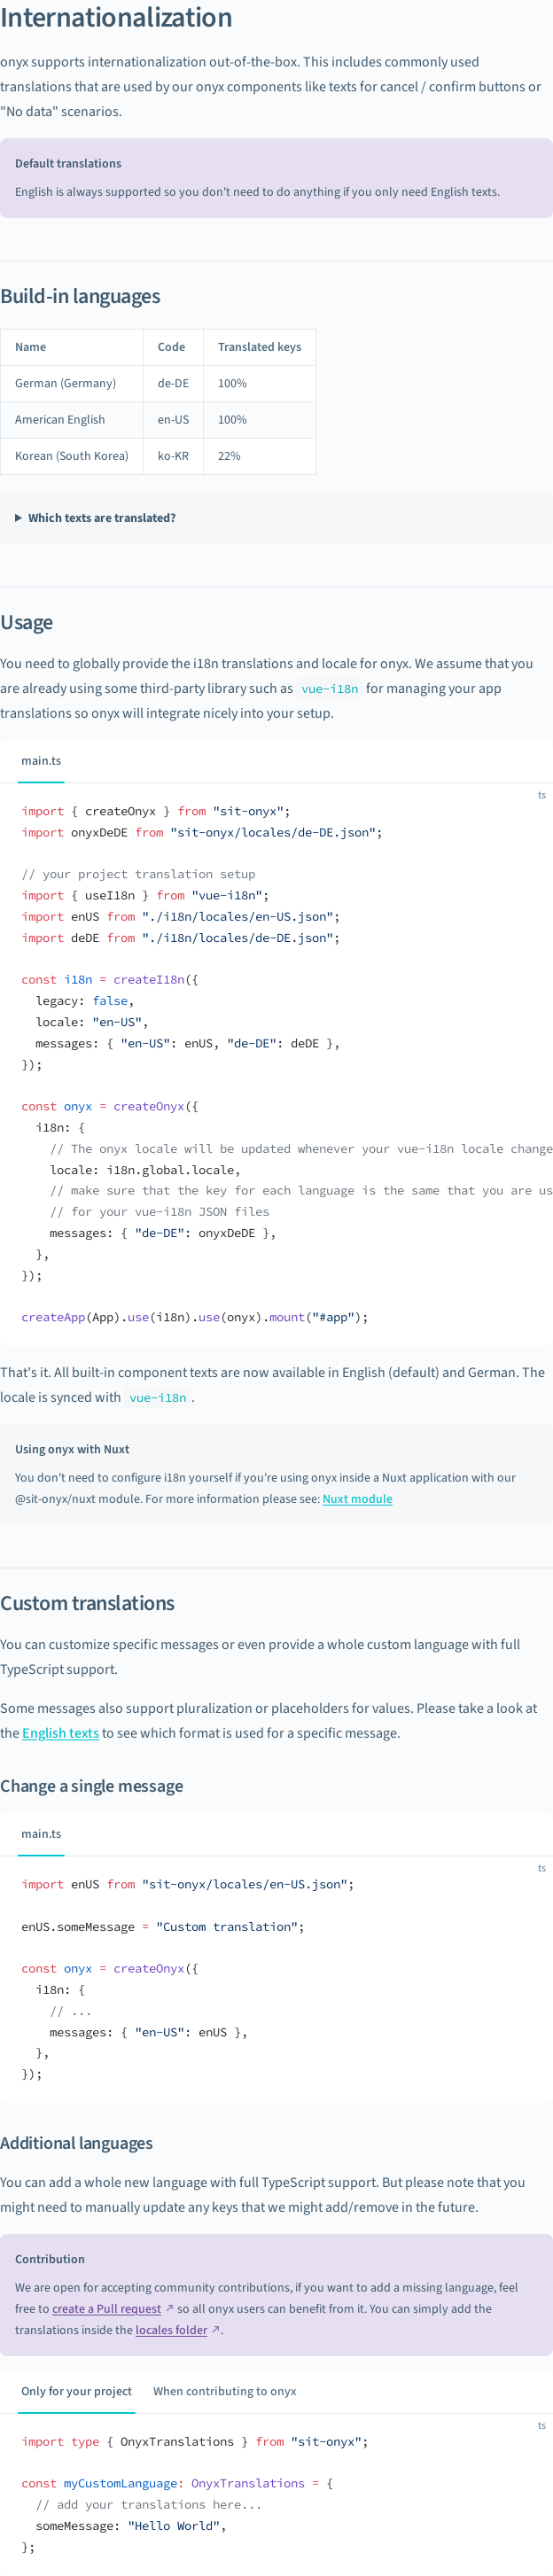 Internationalization
onyx supports internationalization out-of-the-box. This includes commonly used
translations that are used by our onyx components like texts for cancel / confirm buttons or
"No data" scenarios.
Default translations
English is always supported so you don't need to do anything if you only need English texts.
Build-in languages
Name Code Translated keys
German (Germany) de-DE 100%
American English en-US 100%
Korean (South Korea) ko-KR 22%
▶ Which texts are translated?
Usage
You need to globally provide the i18n translations and locale for onyx. We assume that you
are already using some third-party library such as vue-i18n for managing your app
translations so onyx will integrate nicely into your setup.
main.ts
ts
import { createOnyx } from "sit-onyx";
import onyxDeDE from "sit-onyx/locales/de-DE.json";
// your project translation setup
import { useI18n } from "vue-i18n";
import enUS from "./i18n/locales/en-US.json";
import deDE from "./i18n/locales/de-DE.json";
const i18n = createI18n({
  legacy: false,
  locale: "en-US",
  messages: { "en-US": enUS, "de-DE": deDE },
});
const onyx = createOnyx({
  i18n: {
    // The onyx locale will be updated whenever your vue-i18n locale change
    locale: i18n.global.locale,
    // make sure that the key for each language is the same that you are us
    // for your vue-i18n JSON files
    messages: { "de-DE": onyxDeDE },
  },
});
createApp(App).use(i18n).use(onyx).mount("#app");
That's it. All built-in component texts are now available in English (default) and German. The
locale is synced with vue-i18n .
Using onyx with Nuxt
You don't need to configure i18n yourself if you're using onyx inside a Nuxt application with our
@sit-onyx/nuxt module. For more information please see: Nuxt module
Custom translations
You can customize specific messages or even provide a whole custom language with full
TypeScript support.
Some messages also support pluralization or placeholders for values. Please take a look at
the English texts to see which format is used for a specific message.
Change a single message
main.ts
ts
import enUS from "sit-onyx/locales/en-US.json";
enUS.someMessage = "Custom translation";
const onyx = createOnyx({
  i18n: {
    // ...
    messages: { "en-US": enUS },
  },
});
Additional languages
You can add a whole new language with full TypeScript support. But please note that you
might need to manually update any keys that we might add/remove in the future.
Contribution
We are open for accepting community contributions, if you want to add a missing language, feel
free to create a Pull request ↗ so all onyx users can benefit from it. You can simply add the
translations inside the locales folder ↗.
Only for your project When contributing to onyx
ts
import type { OnyxTranslations } from "sit-onyx";
const myCustomLanguage: OnyxTranslations = {
  // add your translations here...
  someMessage: "Hello World",
};